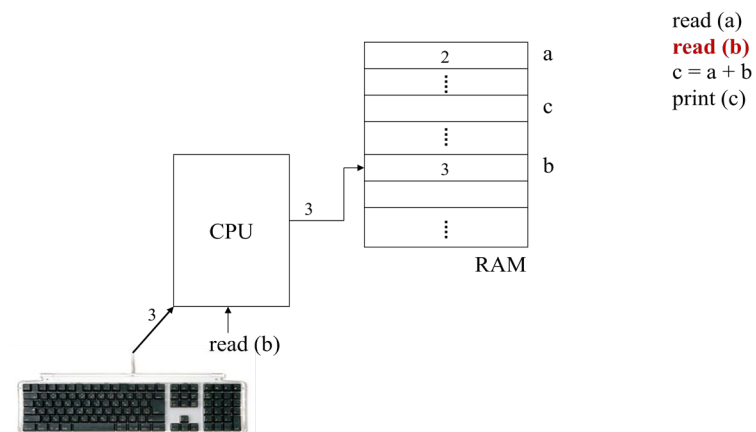 read (a)
read (b)
c = a + b
print (c)
2
a
c
3
b
CPU
3
RAM
3
read (b)